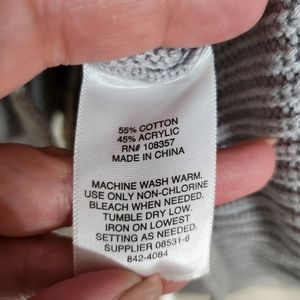 55% COTTON
45% ACRYLIC
RN# 108357
MADE IN CHINA
MACHINE WASH WARM.
USE ONLY NON-CHLORINE
BLEACH WHEN NEEDED.
TUMBLE DRY LOW.
IRON ON LOWEST
SETTING AS NEEDED.
SUPPLIER 08531-6
842-4084